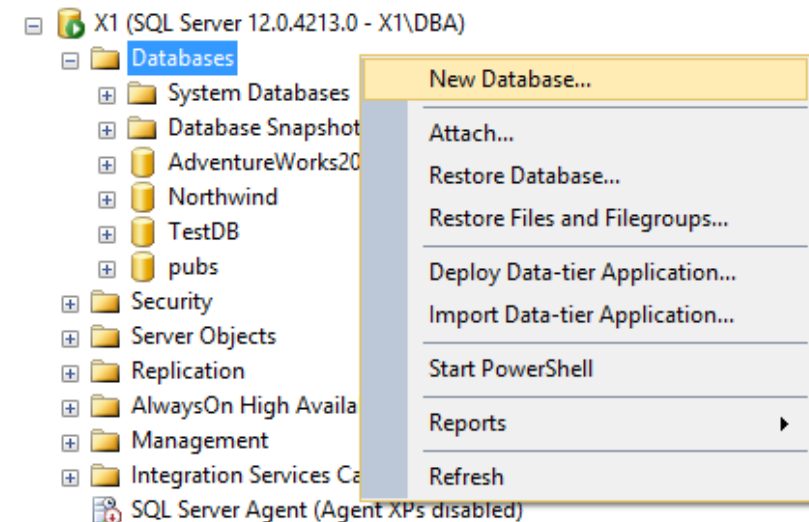 X1 (SQL Server 12.0.4213.0 - X1\DBA)
Databases
System Databases
Database Snapshot
AdventureWorks20
Northwind
TestDB
pubs
Security
Server Objects
Replication
AlwaysOn High Availa
Management
Integration Services Ca
SQL Server Agent (Agent XPs disabled)
New Database...
Attach...
Restore Database...
Restore Files and Filegroups...
Deploy Data-tier Application...
Import Data-tier Application...
Start PowerShell
Reports
Refresh